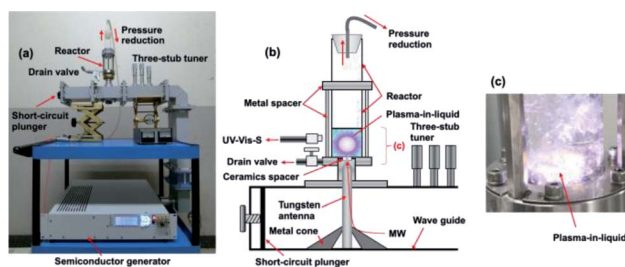 (a)
Pressure
reduction
Reactor
Drain valve
Three-stub
tuner
Short-circuit
plunger
Semiconductor generator
(b)
Pressure
reduction
Metal spacer
Reactor
Plasma-in-liquid
UV-Vis-S
(c)
Three-stub
tuner
Drain valve
Ceramics spacer
Tungsten
antenna
Metal cone
MW
Wave guide
Short-circuit plunger
(c)
Plasma-in-liquid